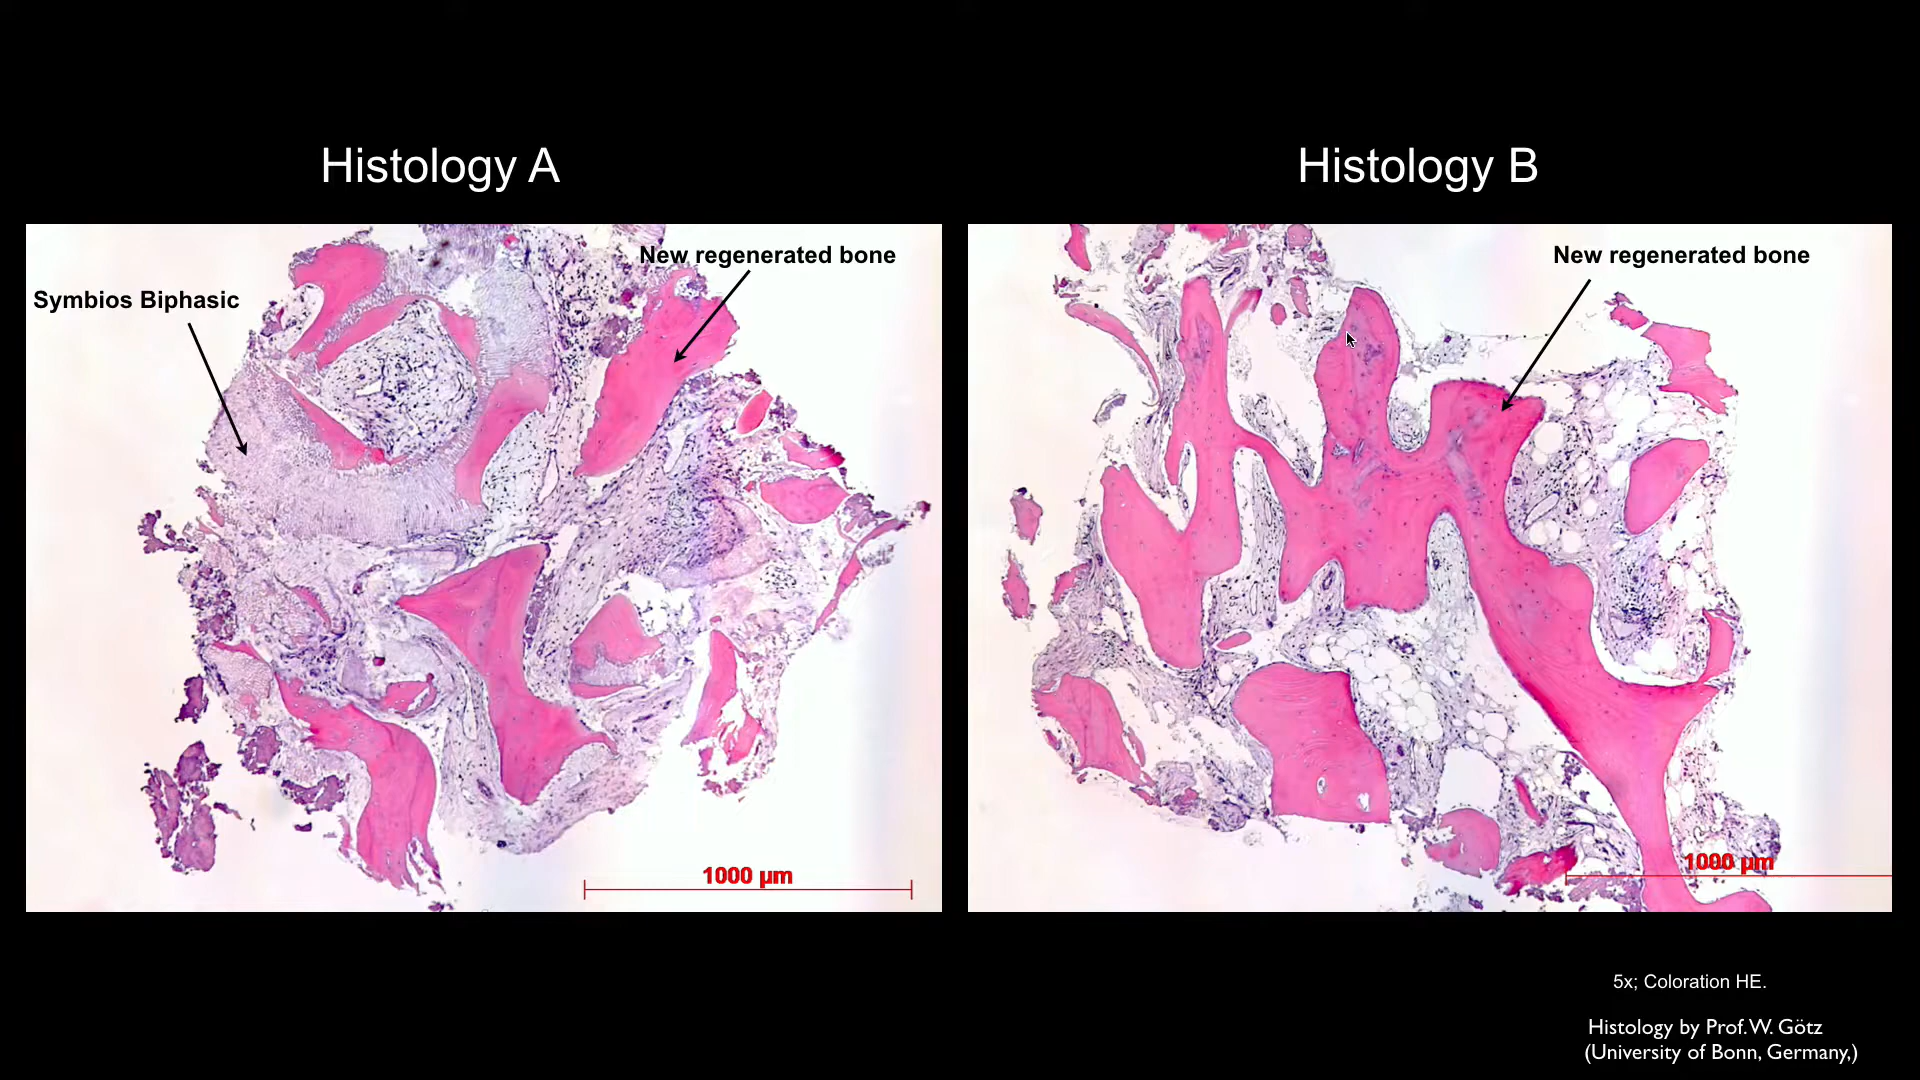 Histology A
Histology B
New regenerated bone
Symbios Biphasic
New regenerated bone
1000 µm
1000 µm
5x; Coloration HE.
Histology by Prof. W. Götz
(University of Bonn, Germany,)